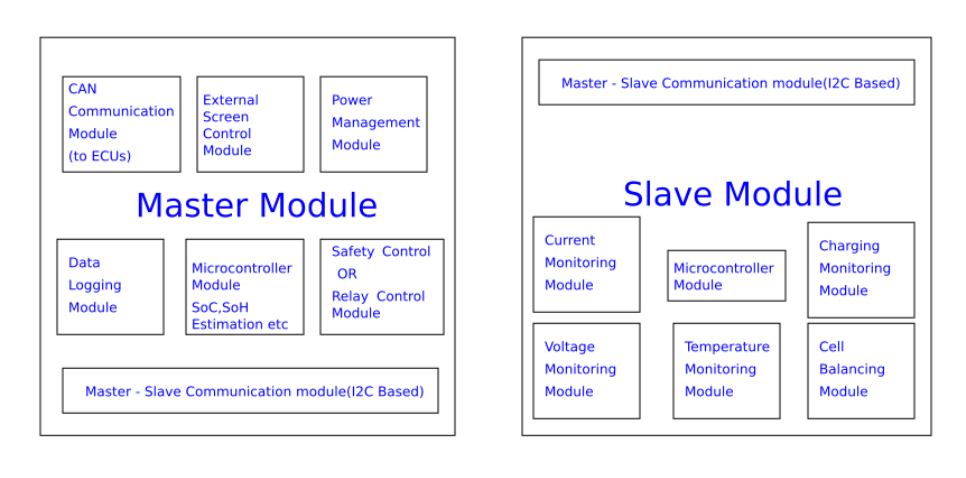 CAN
Communication
Module
(to ECUs)
External
Screen
Control
Module
Power
Management
Module
Master Module
Data
Logging
Module
Microcontroller
Module
SoC,SoH
Estimation etc
Safety Control
OR
Relay Control
Module
Master - Slave Communication module(I2C Based)
Master - Slave Communication module(I2C Based)
Slave Module
Current
Monitoring
Module
Microcontroller
Module
Charging
Monitoring
Module
Voltage
Monitoring
Module
Temperature
Monitoring
Module
Cell
Balancing
Module